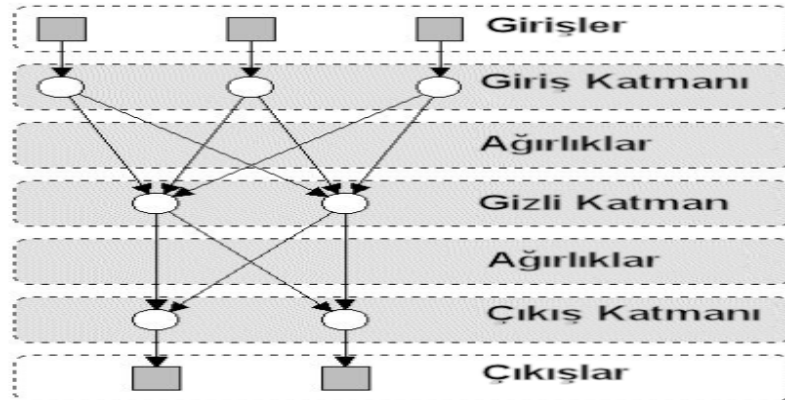 Girişler
Giriş Katmanı
Ağırlıklar
Gizli Katman
Ağırlıklar
Çıkış Katmanı
Çıkışlar